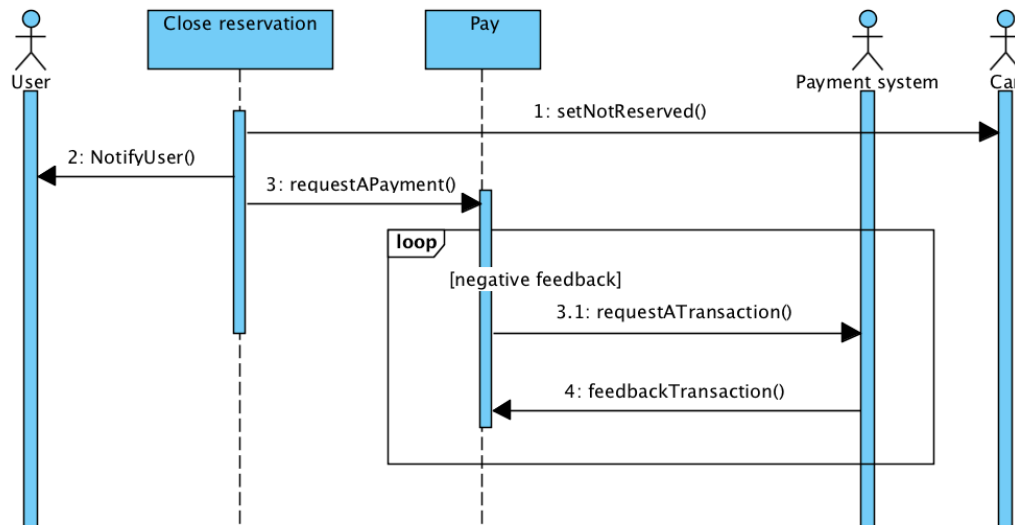 Close reservation
Pay
User
Payment system
Car
1: setNotReserved()
2: NotifyUser()
3: requestAPayment()
loop
[negative feedback]
3.1: requestATransaction()
4: feedbackTransaction()